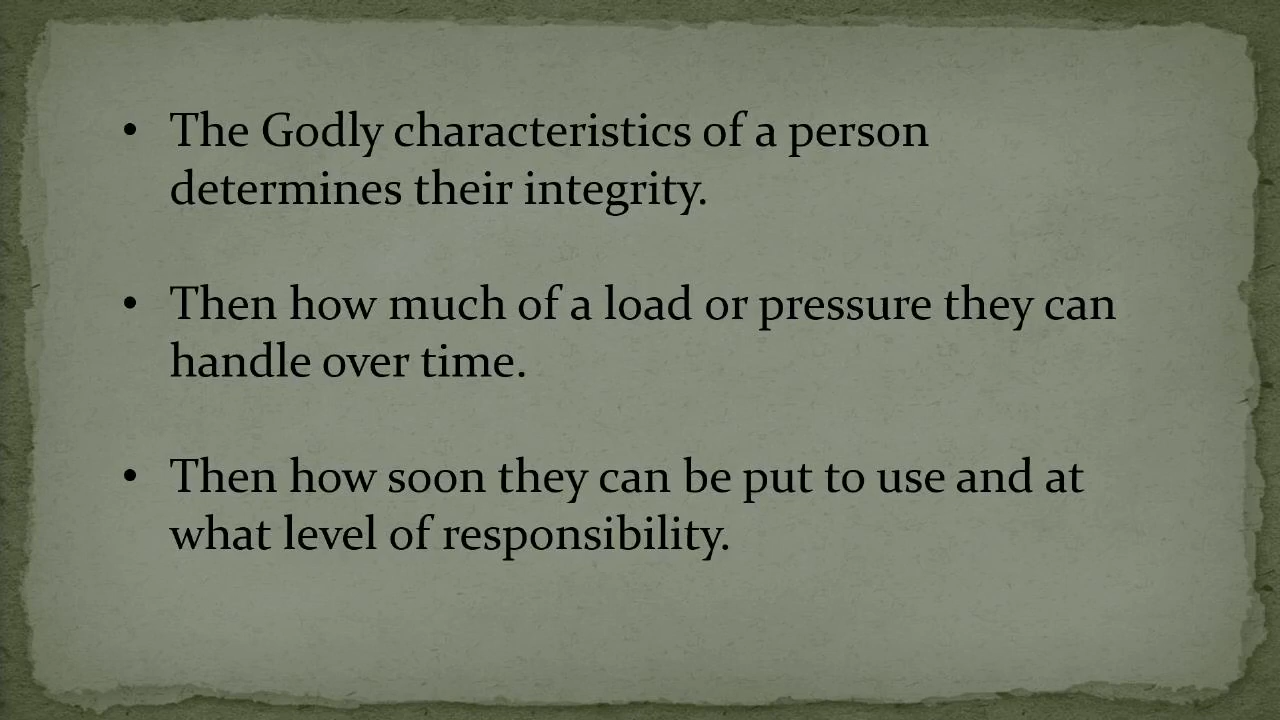 • The Godly characteristics of a person
determines their integrity.
• Then how much of a load or pressure they can
handle over time.
• Then how soon they can be put to use and at
what level of responsibility.